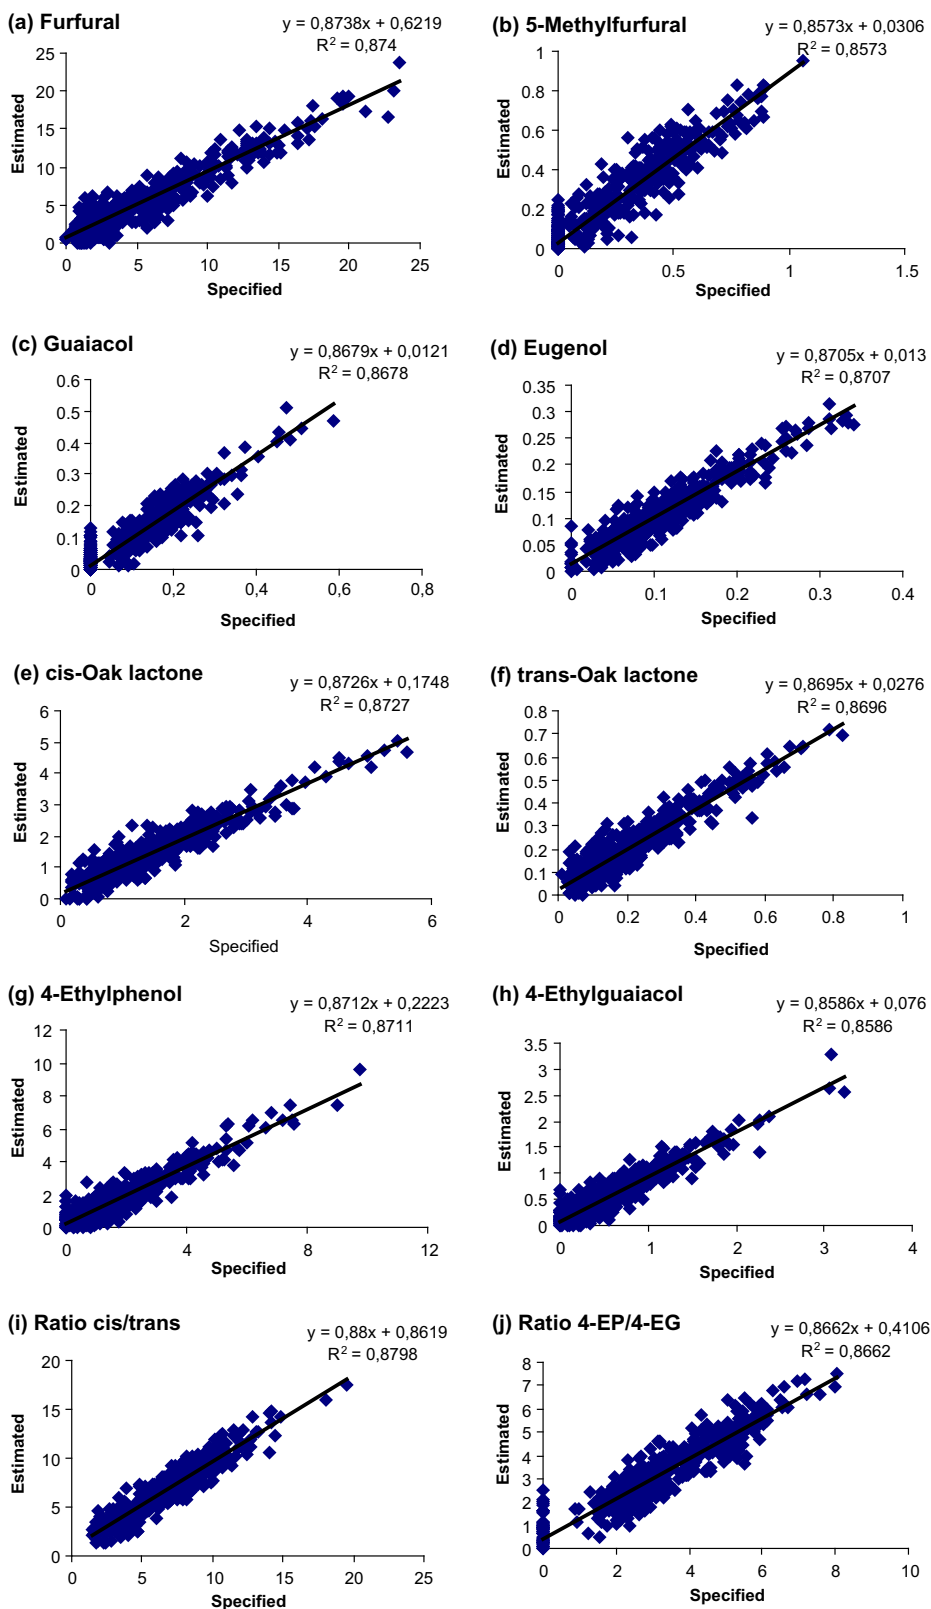 (a) Furfural
y = 0,8738x + 0,6219
R² = 0,874
25
20
15
10
5
0
Estimated
0 5 10 15 20 25
Specified
(b) 5-Methylfurfural
y = 0,8573x + 0,0306
R² = 0,8573
1
0.8
0.6
0.4
0.2
0
Estimated
0 0.5 1 1.5
Specified
(c) Guaiacol
y = 0,8679x + 0,0121
R² = 0,8678
0.6
0.5
0.4
0.3
0.2
0.1
0
Estimated
0 0,2 0,4 0,6 0,8
Specified
(d) Eugenol
y = 0,8705x + 0,013
R² = 0,8707
0.35
0.3
0.25
0.2
0.15
0.1
0.05
0
Estimated
0 0.1 0.2 0.3 0.4
Specified
(e) cis-Oak lactone
y = 0,8726x + 0,1748
R² = 0,8727
6
5
4
3
2
1
0
Estimated
0 2 4 6
Specified
(f) trans-Oak lactone
y = 0,8695x + 0,0276
R² = 0,8696
0.8
0.7
0.6
0.5
0.4
0.3
0.2
0.1
0
Estimated
0 0.2 0.4 0.6 0.8 1
Specified
(g) 4-Ethylphenol
y = 0,8712x + 0,2223
R² = 0,8711
12
10
8
6
4
2
0
Estimated
0 4 8 12
Specified
(h) 4-Ethylguaiacol
y = 0,8586x + 0,076
R² = 0,8586
3.5
3
2.5
2
1.5
1
0.5
0
Estimated
0 1 2 3 4
Specified
(i) Ratio cis/trans
y = 0,88x + 0,8619
R² = 0,8798
20
15
10
5
0
Estimated
0 5 10 15 20 25
Specified
(j) Ratio 4-EP/4-EG
y = 0,8662x + 0,4106
R² = 0,8662
8
7
6
5
4
3
2
1
0
Estimated
0 2 4 6 8 10
Specified